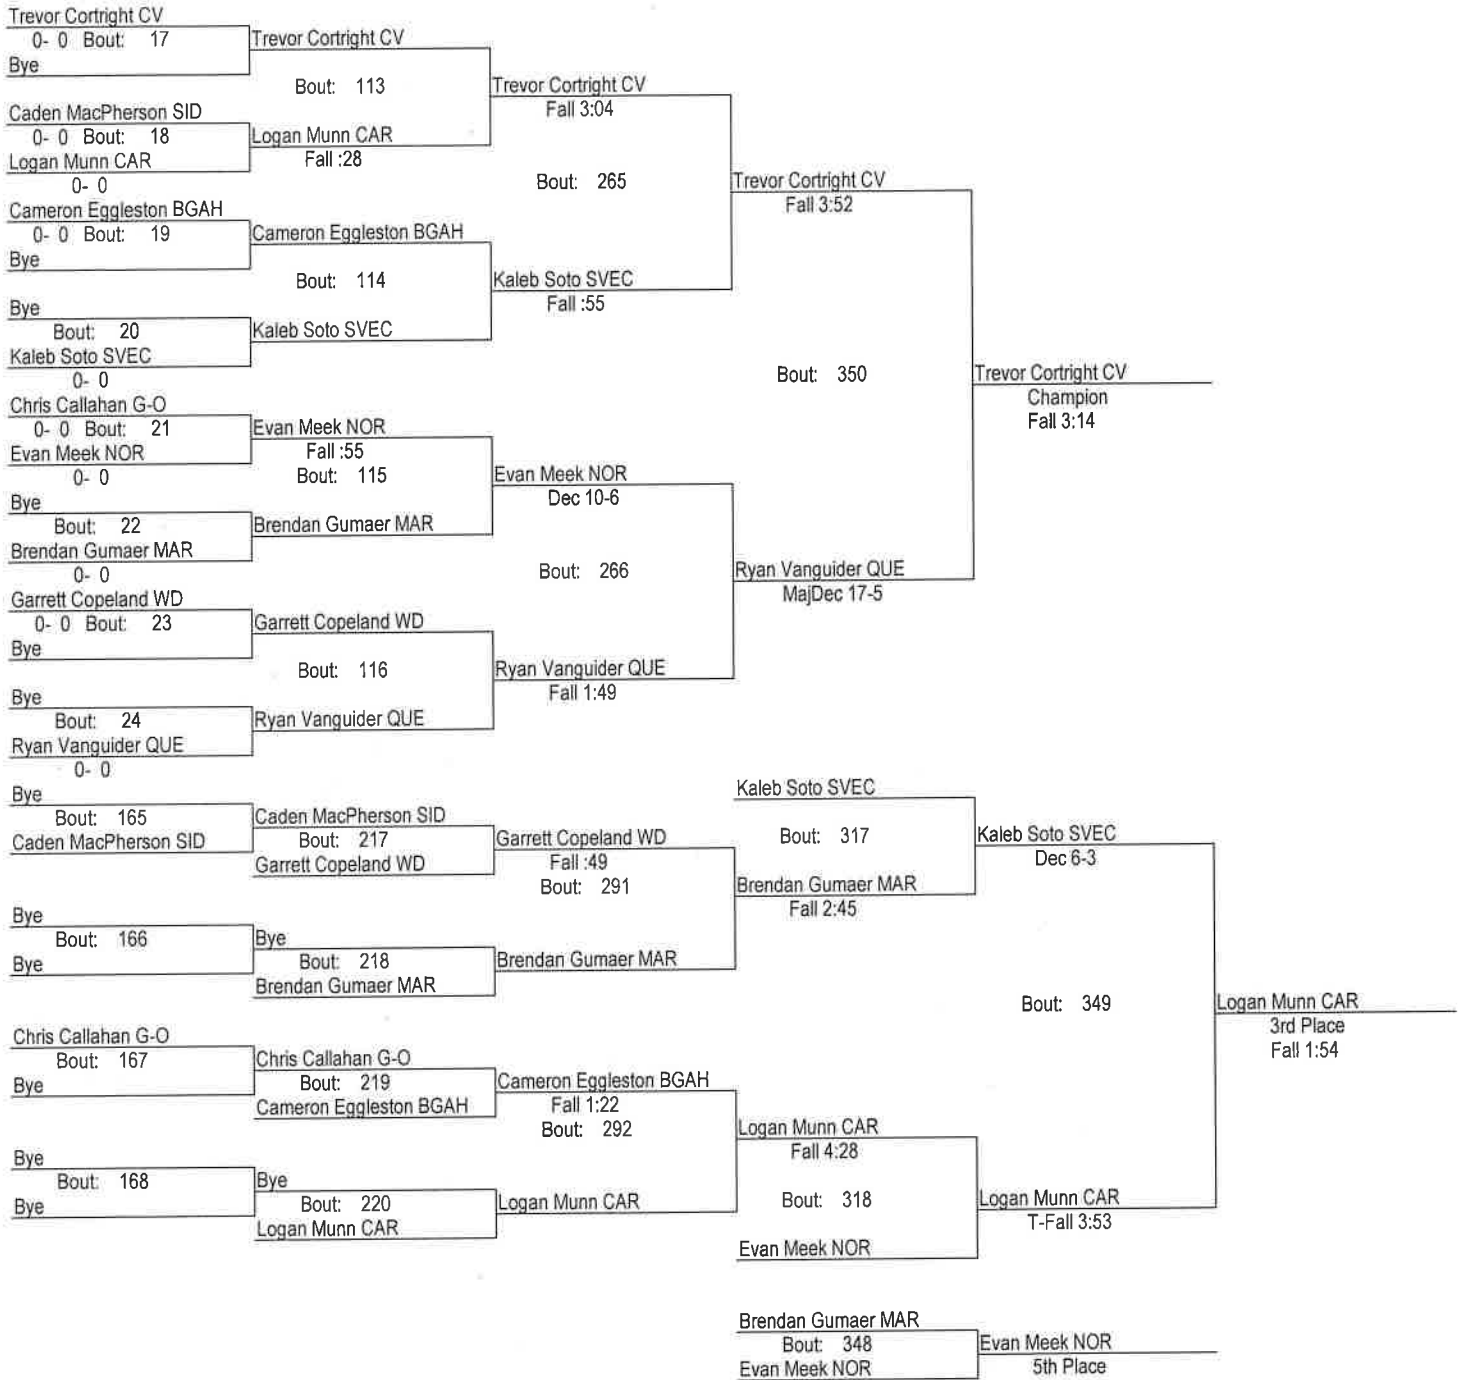 Trevor Cortright CV
0- 0 Bout: 17
Bye
Trevor Cortright CV
Bout: 113
Caden MacPherson SID
0- 0 Bout: 18
Logan Munn CAR
0- 0
Logan Munn CAR
Fall :28
Trevor Cortright CV
Fall 3:04
Bout: 265
Cameron Eggleston BGAH
0- 0 Bout: 19
Bye
Cameron Eggleston BGAH
Bout: 114
Bye
Bout: 20
Kaleb Soto SVEC
0- 0
Kaleb Soto SVEC
Kaleb Soto SVEC
Fall :55
Trevor Cortright CV
Fall 3:52
Bout: 350
Trevor Cortright CV
Champion
Fall 3:14
Chris Callahan G-O
0- 0 Bout: 21
Evan Meek NOR
0- 0
Evan Meek NOR
Fall :55
Bout: 115
Bye
Bout: 22
Brendan Gumaer MAR
0- 0
Brendan Gumaer MAR
Evan Meek NOR
Dec 10-6
Bout: 266
Garrett Copeland WD
0- 0 Bout: 23
Bye
Garrett Copeland WD
Bout: 116
Bye
Bout: 24
Ryan Vanguider QUE
0- 0
Ryan Vanguider QUE
Ryan Vanguider QUE
Fall 1:49
Ryan Vanguider QUE
MajDec 17-5
Bye
Bout: 165
Caden MacPherson SID
Caden MacPherson SID
Bout: 217
Garrett Copeland WD
Garrett Copeland WD
Fall :49
Bout: 291
Bye
Bout: 166
Bye
Bye
Bout: 218
Brendan Gumaer MAR
Brendan Gumaer MAR
Kaleb Soto SVEC
Bout: 317
Brendan Gumaer MAR
Fall 2:45
Kaleb Soto SVEC
Dec 6-3
Bout: 349
Logan Munn CAR
3rd Place
Fall 1:54
Chris Callahan G-O
Bout: 167
Bye
Chris Callahan G-O
Bout: 219
Cameron Eggleston BGAH
Cameron Eggleston BGAH
Fall 1:22
Bout: 292
Bye
Bout: 168
Bye
Bye
Bout: 220
Logan Munn CAR
Logan Munn CAR
Logan Munn CAR
Fall 4:28
Bout: 318
Evan Meek NOR
Logan Munn CAR
T-Fall 3:53
Brendan Gumaer MAR
Bout: 348
Evan Meek NOR
Evan Meek NOR
5th Place